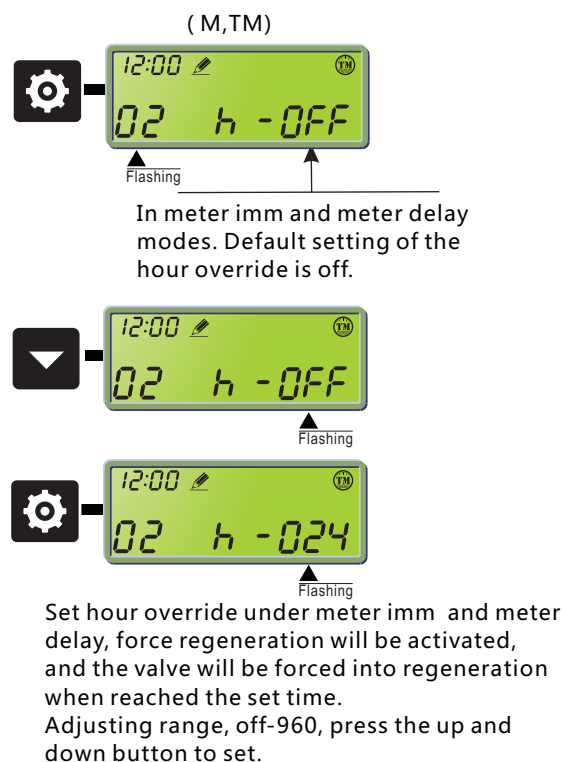 ( M,TM)
12:00 TM
02 h -OFF
Flashing
In meter imm and meter delay
modes. Default setting of the
hour override is off.
12:00 TM
02 h -OFF
Flashing
12:00 TM
02 h -024
Flashing
Set hour override under meter imm and meter
delay, force regeneration will be activated,
and the valve will be forced into regeneration
when reached the set time.
Adjusting range, off-960, press the up and
down button to set.